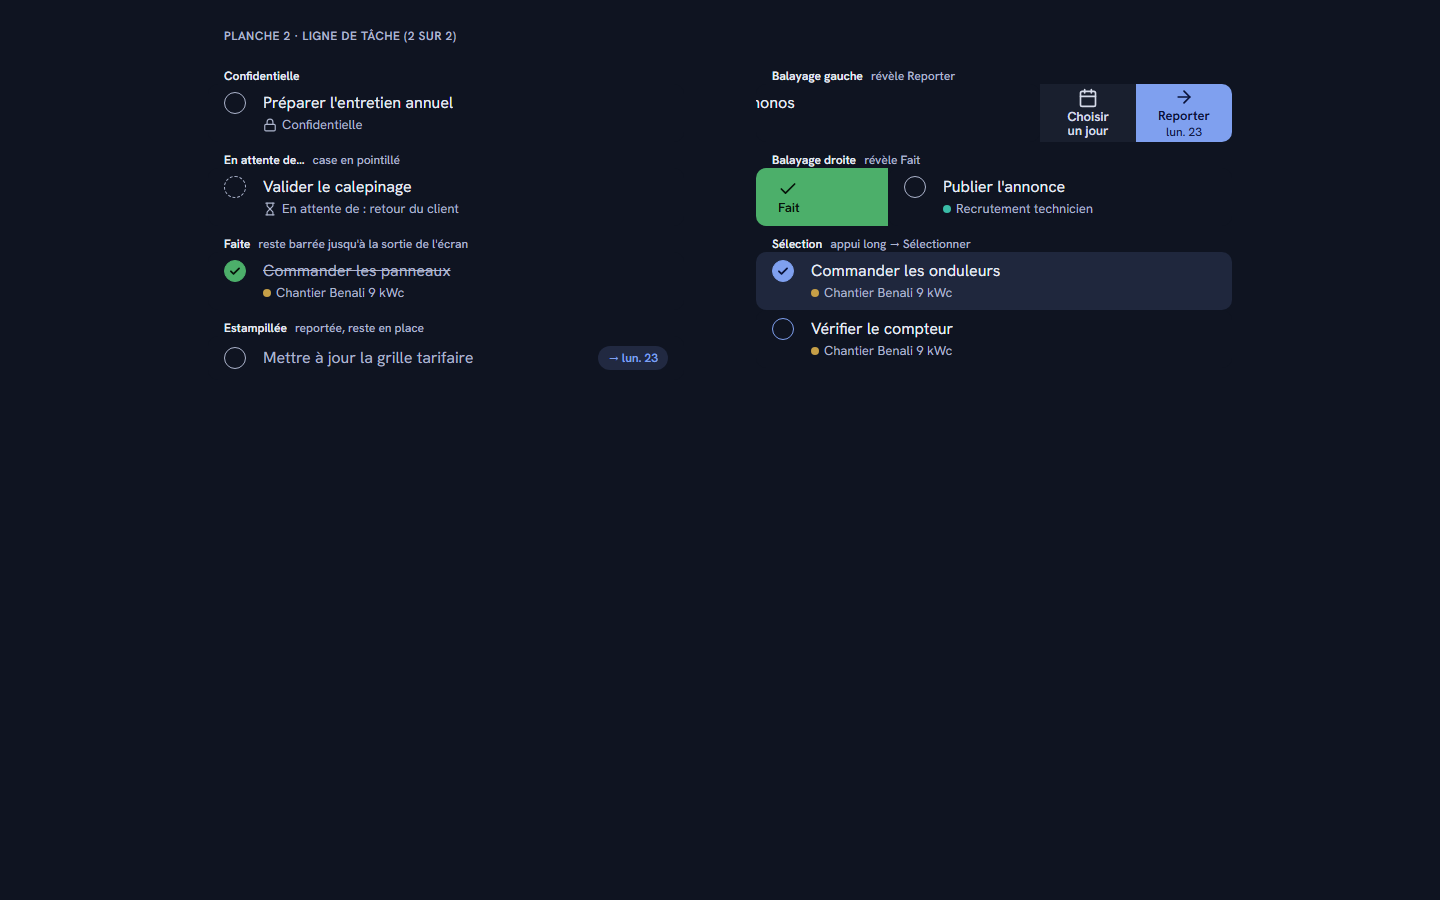 PLANCHE 2 · LIGNE DE TÂCHE (2 SUR 2)
Confidentielle
Préparer l'entretien annuel
Confidentielle
En attente de... case en pointillé
Valider le calepinage
En attente de : retour du client
Faite reste barrée jusqu'à la sortie de l'écran
Commander les panneaux
Chantier Benali 9 kWc
Estampillée reportée, reste en place
Mettre à jour la grille tarifaire
→ lun. 23
Balayage gauche révèle Reporter
nonos
Choisir
un jour
Reporter
lun. 23
Balayage droite révèle Fait
Fait
Publier l'annonce
Recrutement technicien
Sélection appui long → Sélectionner
Commander les onduleurs
Chantier Benali 9 kWc
Vérifier le compteur
Chantier Benali 9 kWc